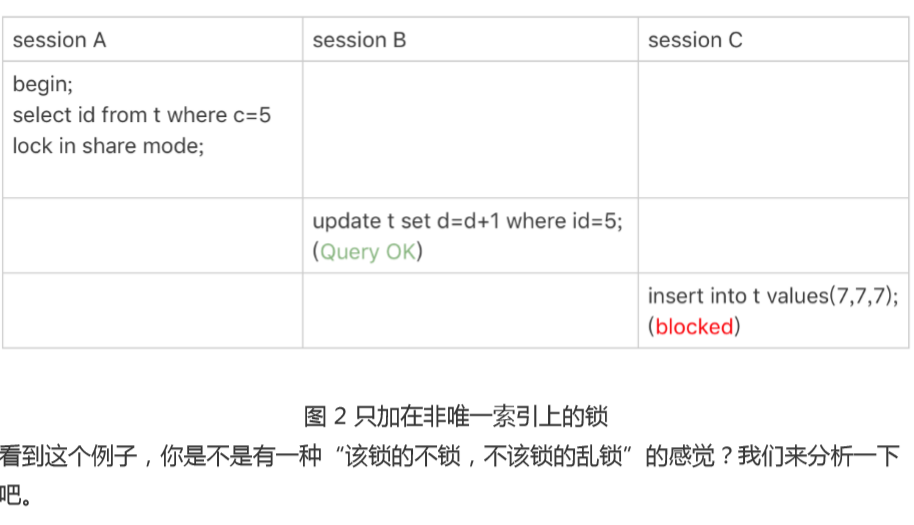 session A
session B
session C
begin;
select id from t where c=5
lock in share mode;
update t set d=d+1 where id=5;
(Query OK)
insert into t values(7,7,7);
(blocked)
图 2 只加在非唯一索引上的锁
看到这个例子，你是不是有一种“该锁的不锁，不该锁的乱锁”的感觉？我们来分析一下
吧。